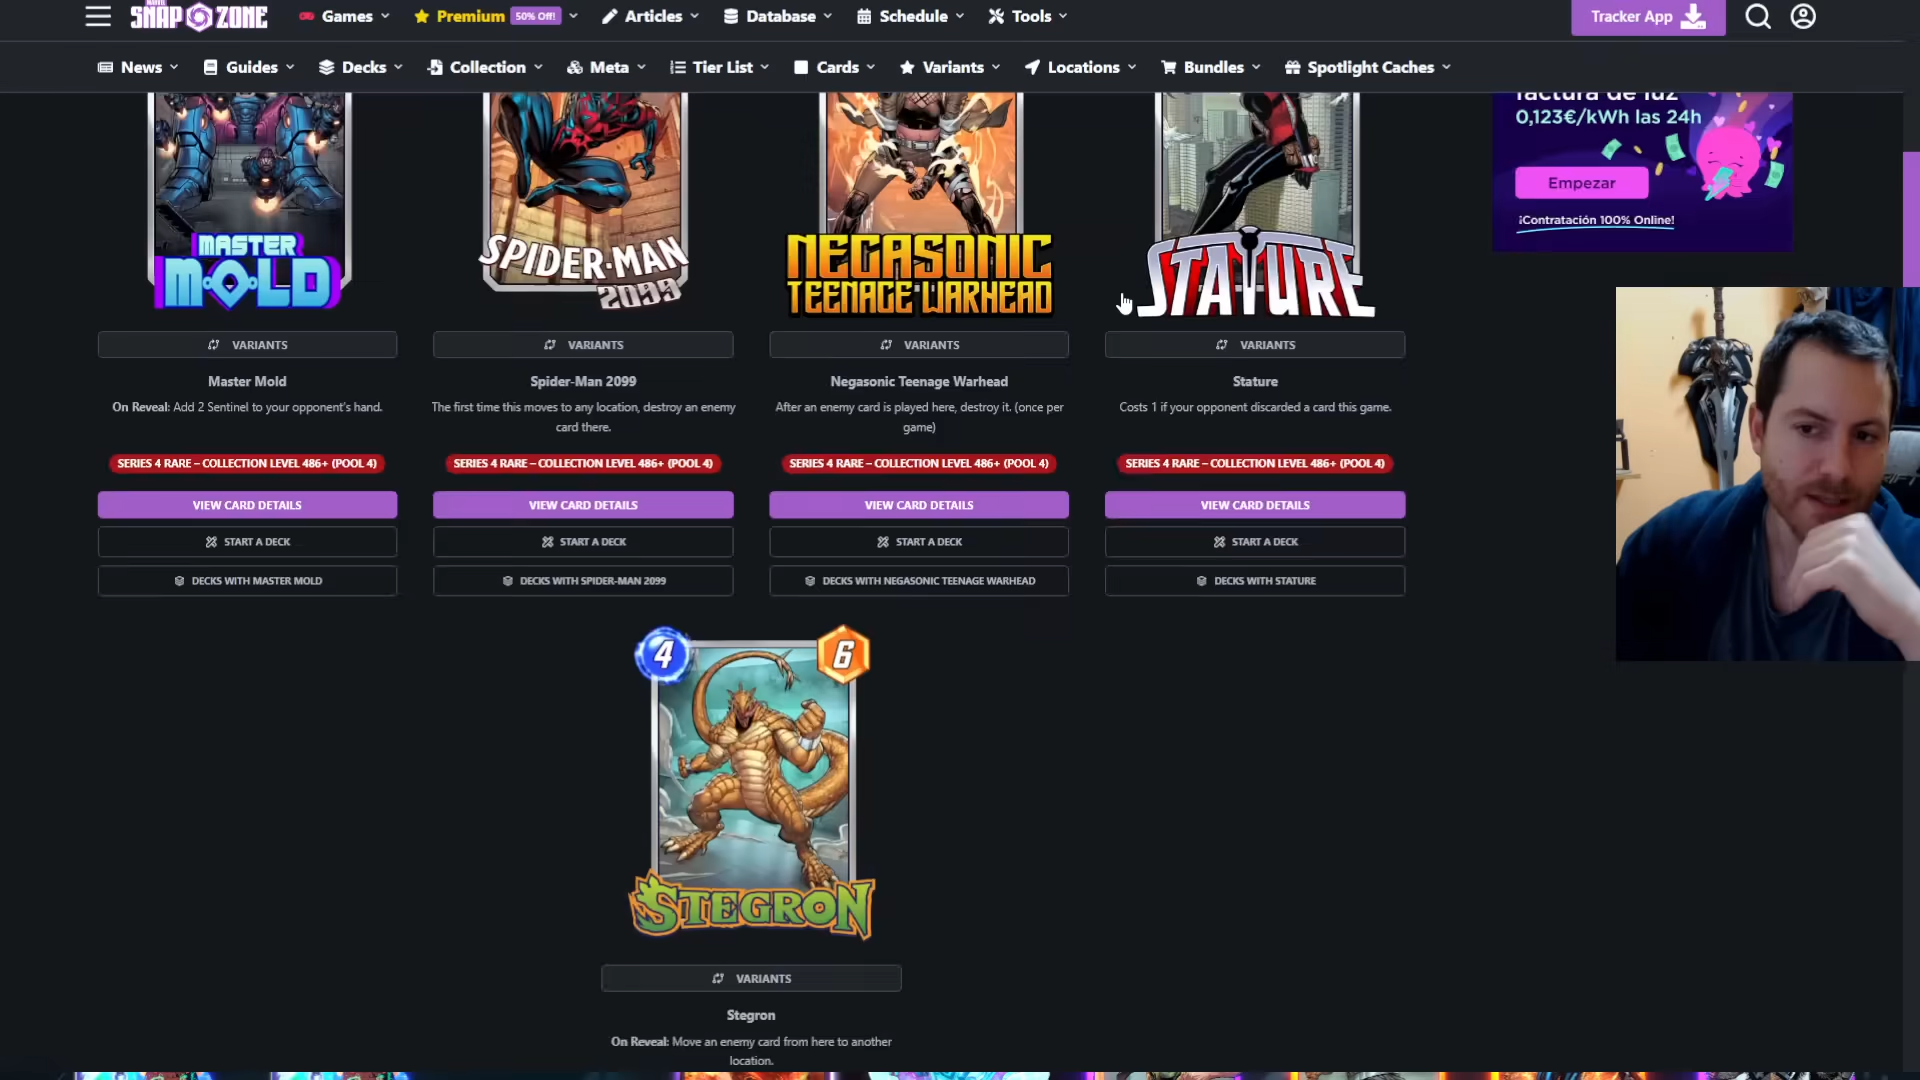 SNAP ZONE
Games
Premium 50% Off!
Articles
Database
Schedule
Tools
Tracker App
News
Guides
Decks
Collection
Meta
Tier List
Cards
Variants
Locations
Bundles
Spotlight Caches
factura de luz
0,123€/kWh las 24h
Empezar
¡Contratación 100% Online!
MASTER
MOLD
SPIDER-MAN
2099
NEGASONIC
TEENAGE WARHEAD
STATURE
VARIANTS
VARIANTS
VARIANTS
VARIANTS
Master Mold
Spider-Man 2099
Negasonic Teenage Warhead
Stature
On Reveal: Add 2 Sentinel to your opponent's hand.
The first time this moves to any location, destroy an enemy
card there.
After an enemy card is played here, destroy it. (once per
game)
Costs 1 if your opponent discarded a card this game.
SERIES 4 RARE – COLLECTION LEVEL 486+ (POOL 4)
SERIES 4 RARE – COLLECTION LEVEL 486+ (POOL 4)
SERIES 4 RARE – COLLECTION LEVEL 486+ (POOL 4)
SERIES 4 RARE – COLLECTION LEVEL 486+ (POOL 4)
VIEW CARD DETAILS
VIEW CARD DETAILS
VIEW CARD DETAILS
VIEW CARD DETAILS
START A DECK
START A DECK
START A DECK
START A DECK
DECKS WITH MASTER MOLD
DECKS WITH SPIDER-MAN 2099
DECKS WITH NEGASONIC TEENAGE WARHEAD
DECKS WITH STATURE
4
6
STEGRON
VARIANTS
Stegron
On Reveal: Move an enemy card from here to another
location.